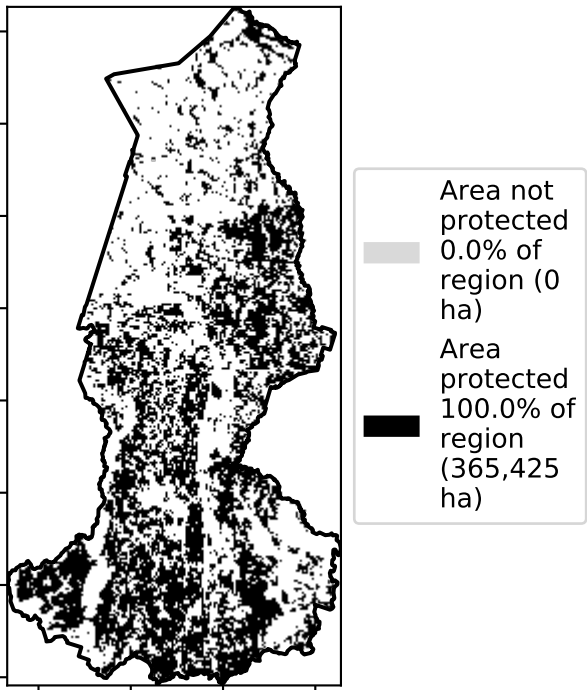 Area not
protected
0.0% of
region (0
ha)
Area
protected
100.0% of
region
(365,425
ha)